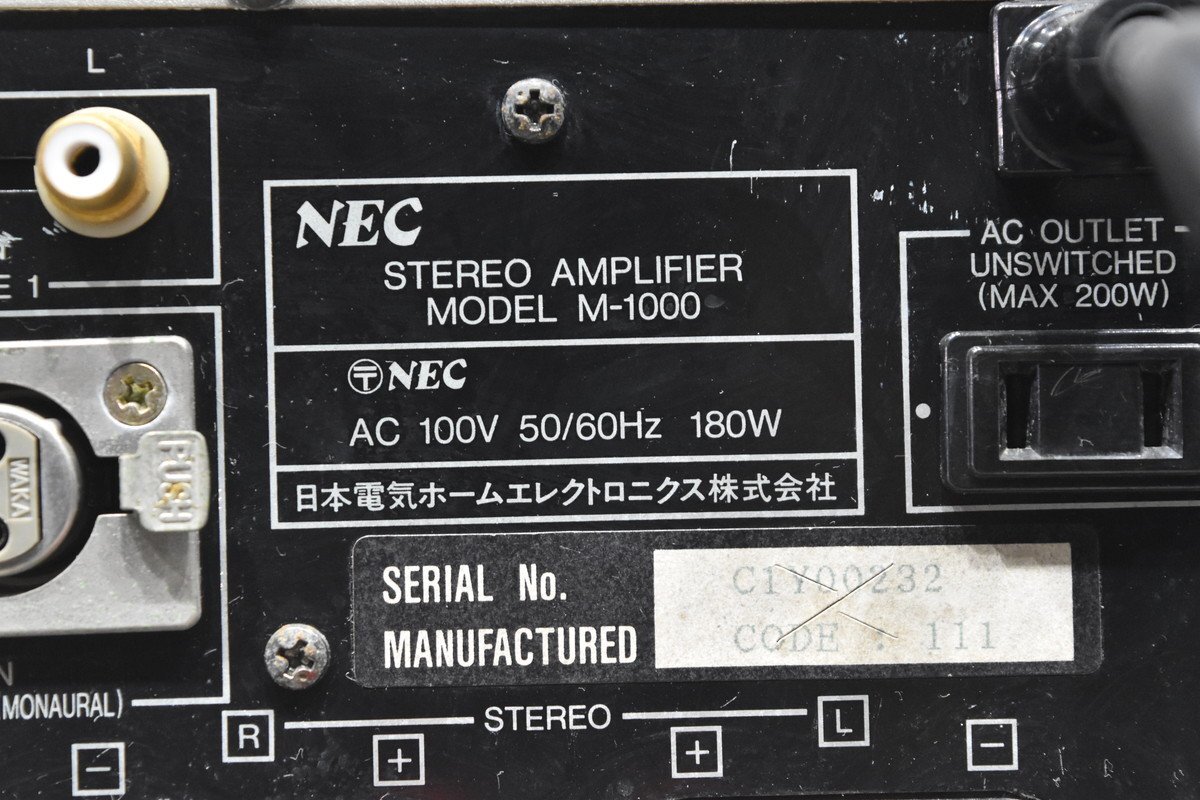 L
E 1
NEC
STEREO AMPLIFIER
MODEL M-1000
〒NEC
AC 100V 50/60Hz 180W
日本電気ホームエレクトロニクス株式会社
AC OUTLET
UNSWITCHED
(MAX 200W)
PUSH
WAKA
SERIAL No.
C1Y00232
MANUFACTURED
CODE : 111
N
(MONAURAL)
R
STEREO
L
−
+
+
−